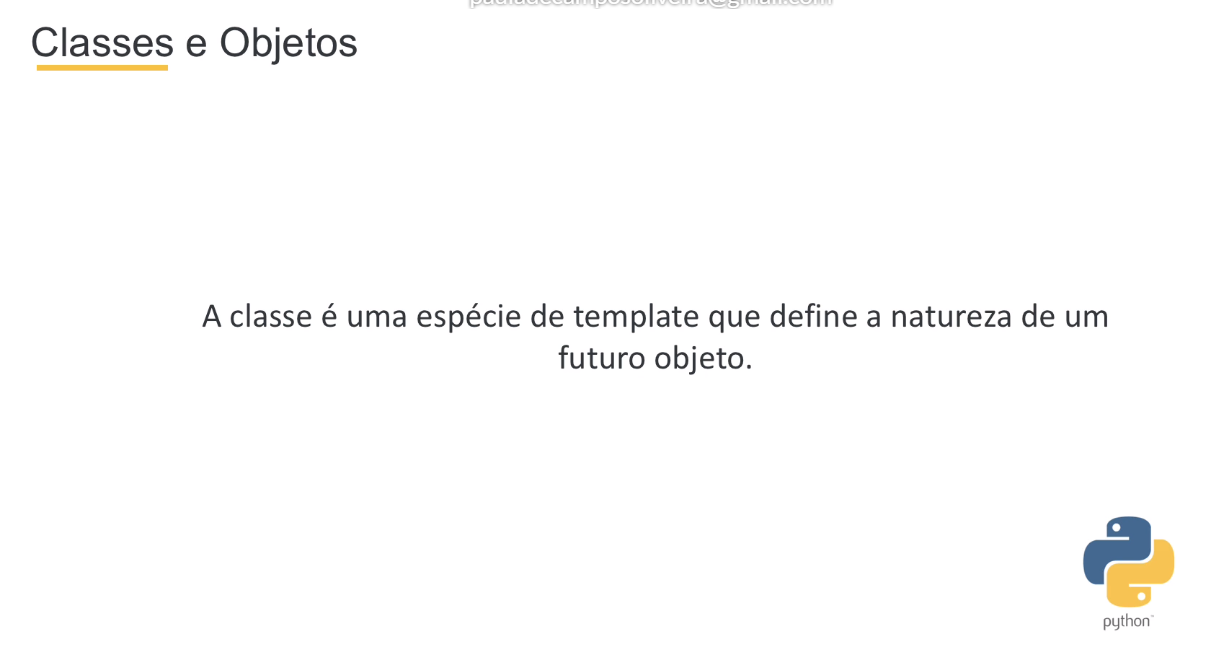 Classes e Objetos
A classe é uma espécie de template que define a natureza de um
futuro objeto.
python